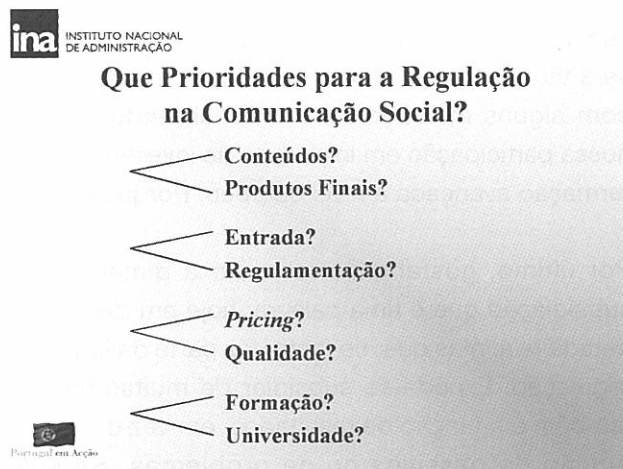 ina
INSTITUTO NACIONAL
DE ADMINISTRAÇÃO
Que Prioridades para a Regulação
na Comunicação Social?
Conteúdos?
Produtos Finais?
Entrada?
Regulamentação?
Pricing?
Qualidade?
Formação?
Universidade?
Portugal em Acção